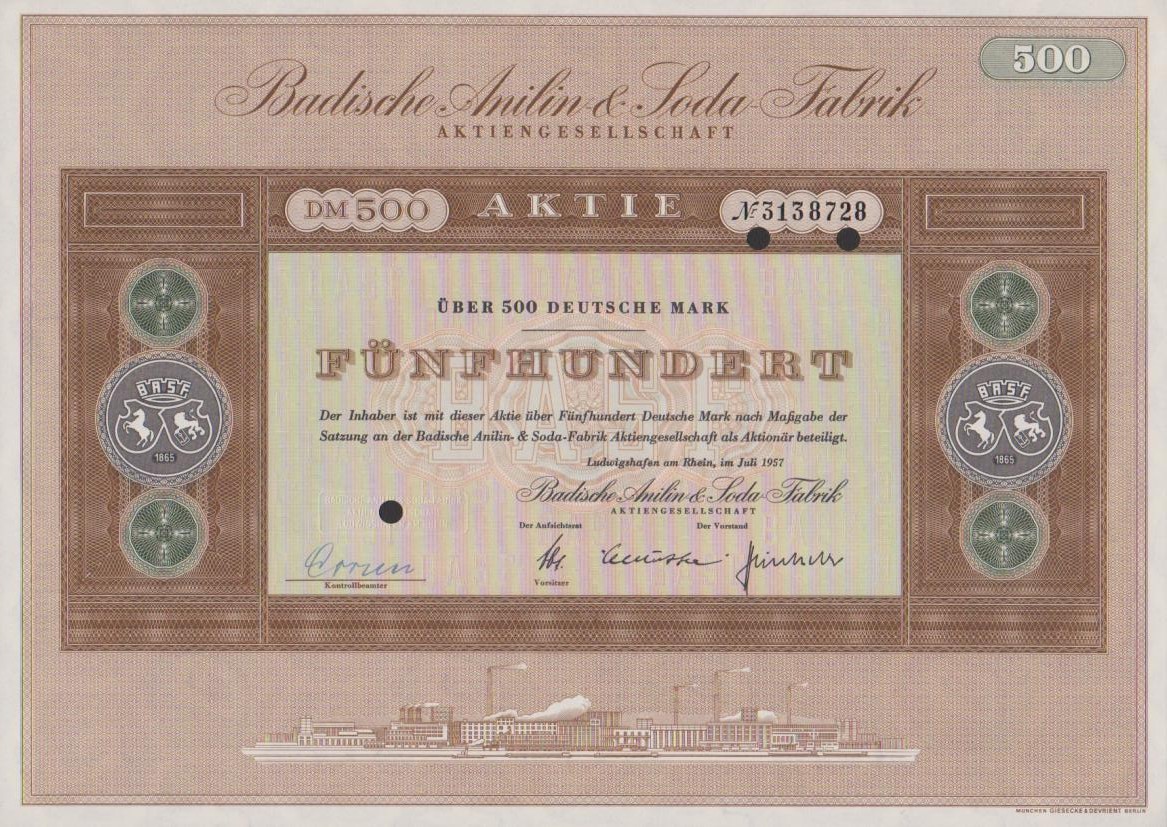 500
Badische Anilin- & Soda-Fabrik
AKTIENGESELLSCHAFT
DM 500
AKTIE
№ 3138728
ÜBER 500 DEUTSCHE MARK
FÜNFHUNDERT
Der Inhaber ist mit dieser Aktie über Fünfhundert Deutsche Mark nach Maßgabe der
Satzung an der Badische Anilin- & Soda-Fabrik Aktiengesellschaft als Aktionär beteiligt.
Ludwigshafen am Rhein, im Juli 1957
Badische Anilin & Soda-Fabrik
AKTIENGESELLSCHAFT
Der Aufsichtsrat
Der Vorstand
Kontrollbeamter
Vorsitzer
BASF
BASF
1865
BASF
1865
MÜNCHEN GIESECKE & DEVRIENT BERLIN